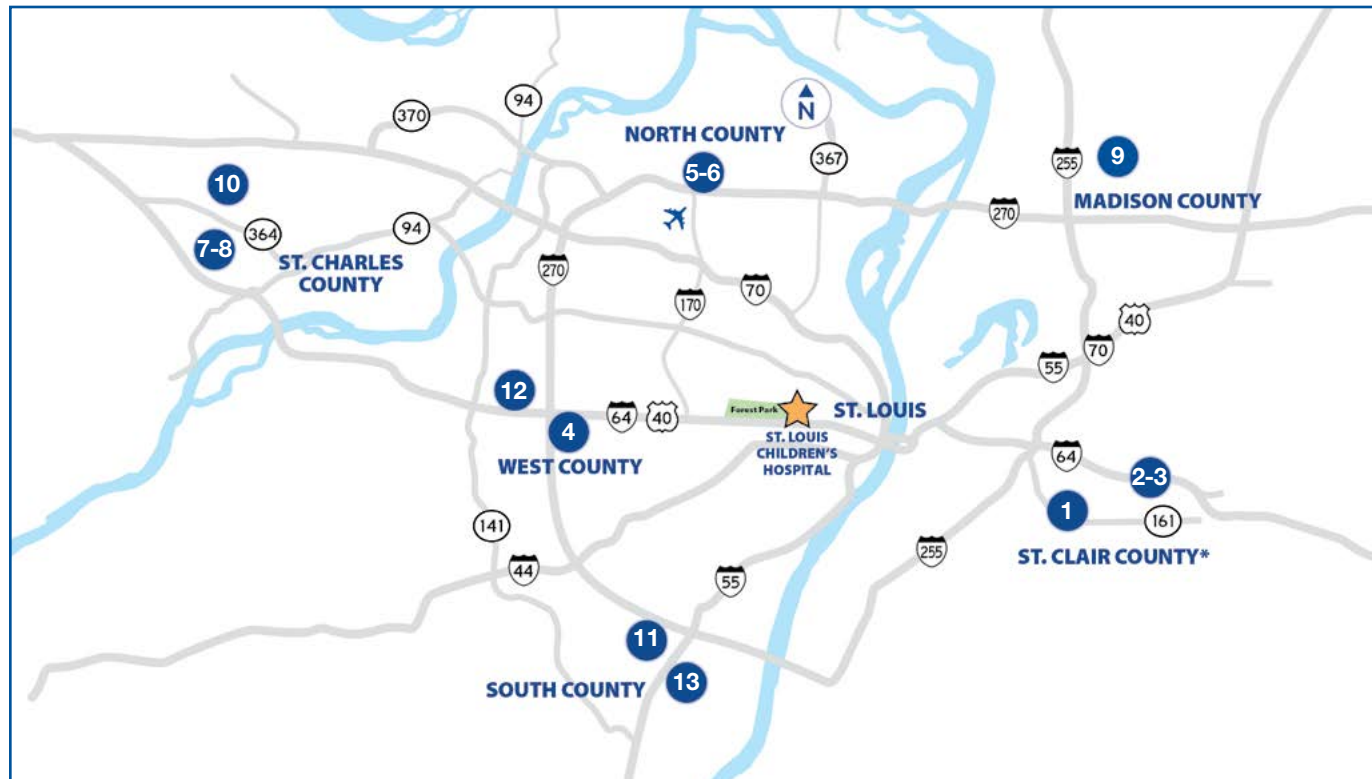 94
370
N
NORTH COUNTY
367
5-6
9
255
10
MADISON COUNTY
270
94
364
7-8
ST. CHARLES
COUNTY
270
70
170
40
70
55
12
64
40
Forest Park
ST. LOUIS
4
ST. LOUIS
CHILDREN'S
HOSPITAL
WEST COUNTY
64
2-3
1
161
141
255
ST. CLAIR COUNTY*
44
55
11
13
SOUTH COUNTY